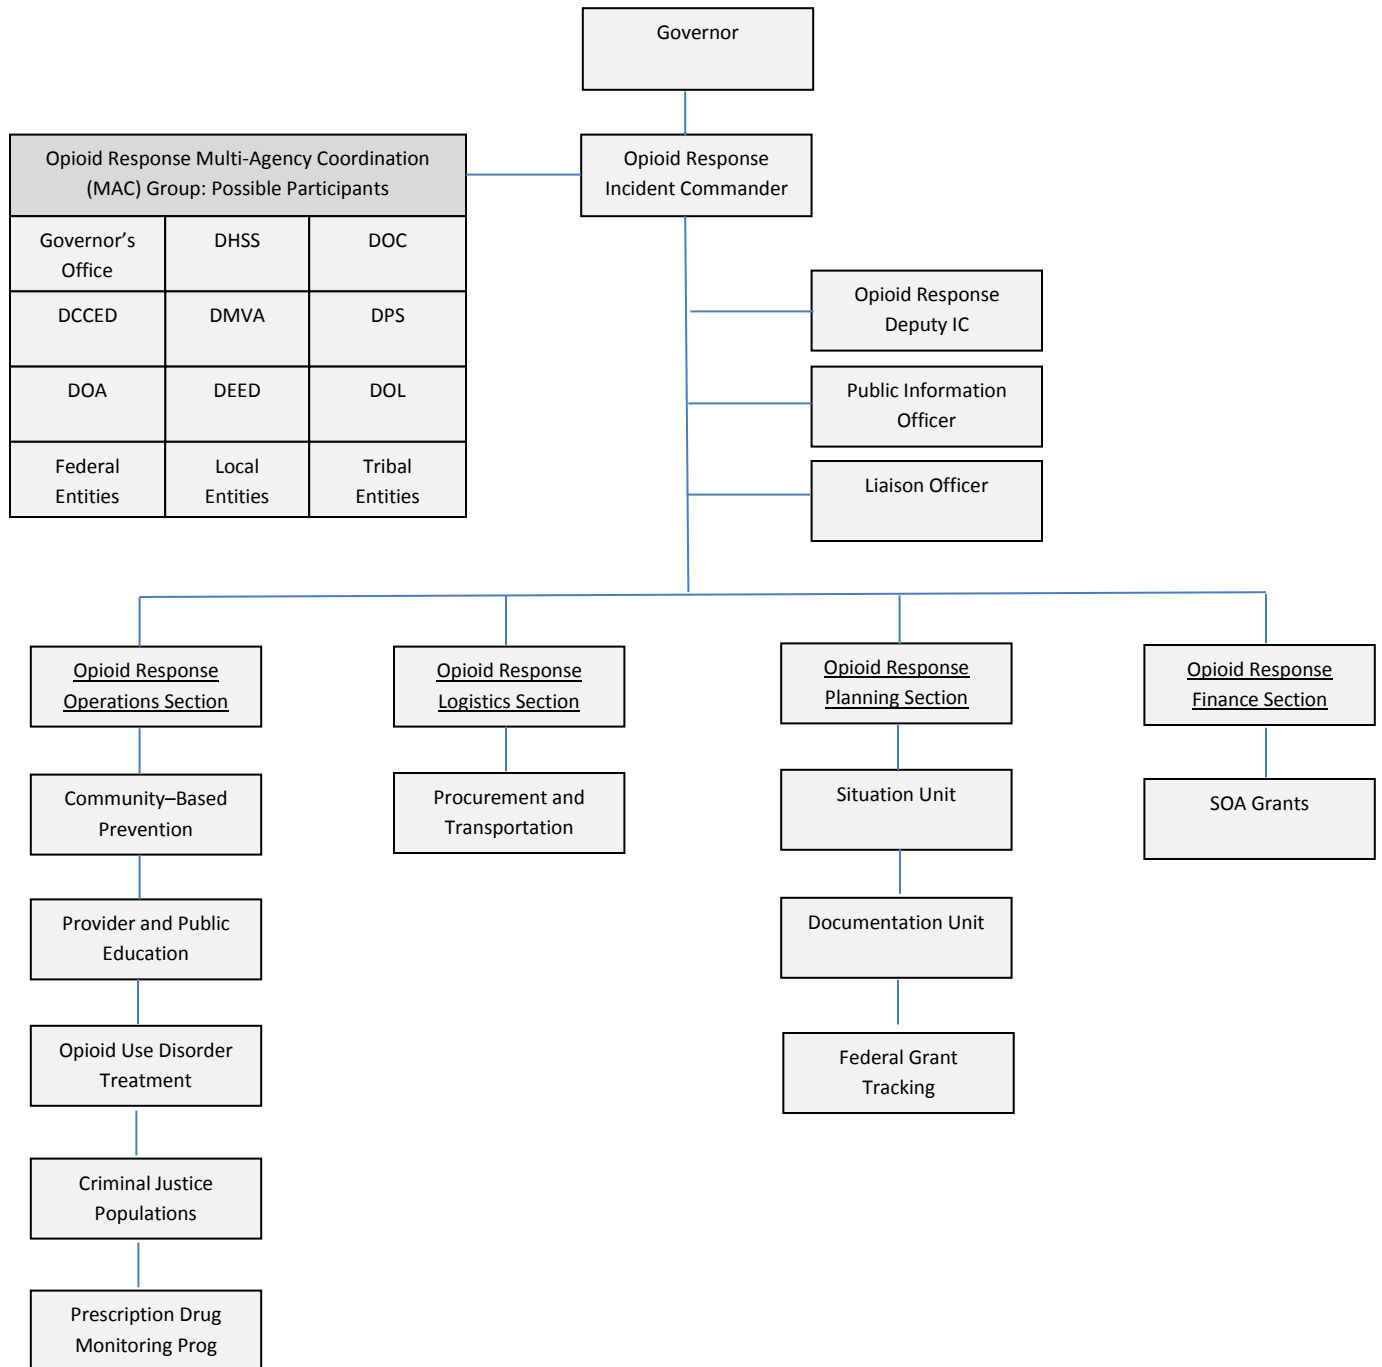 Governor
Opioid Response Multi-Agency Coordination
(MAC) Group: Possible Participants
Governor's
Office
DHSS
DOC
DCCED
DMVA
DPS
DOA
DEED
DOL
Federal
Entities
Local
Entities
Tribal
Entities
Opioid Response
Incident Commander
Opioid Response
Deputy IC
Public Information
Officer
Liaison Officer
Opioid Response
Operations Section
Community–Based
Prevention
Provider and Public
Education
Opioid Use Disorder
Treatment
Criminal Justice
Populations
Prescription Drug
Monitoring Prog
Opioid Response
Logistics Section
Procurement and
Transportation
Opioid Response
Planning Section
Situation Unit
Documentation Unit
Federal Grant
Tracking
Opioid Response
Finance Section
SOA Grants